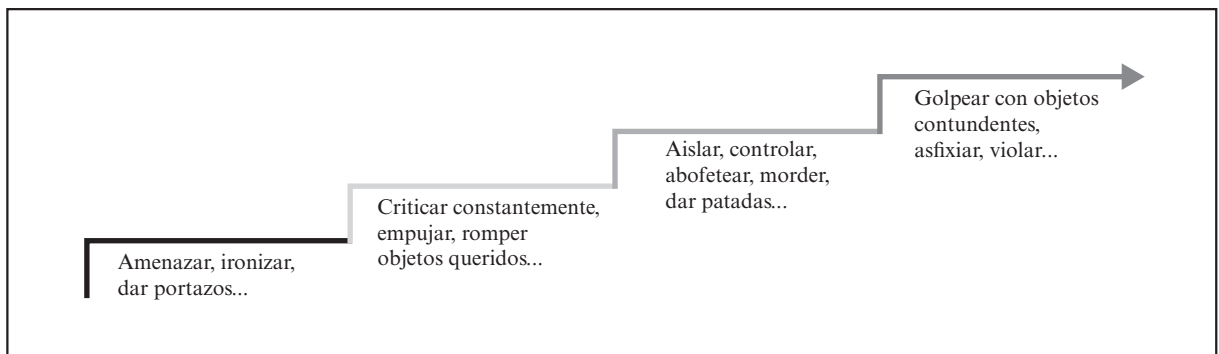 Amenazar, ironizar,
dar portazos...
Criticar constantemente,
empujar, romper
objetos queridos...
Aislar, controlar,
abofetear, morder,
dar patadas...
Golpear con objetos
contundentes,
asfixiar, violar...